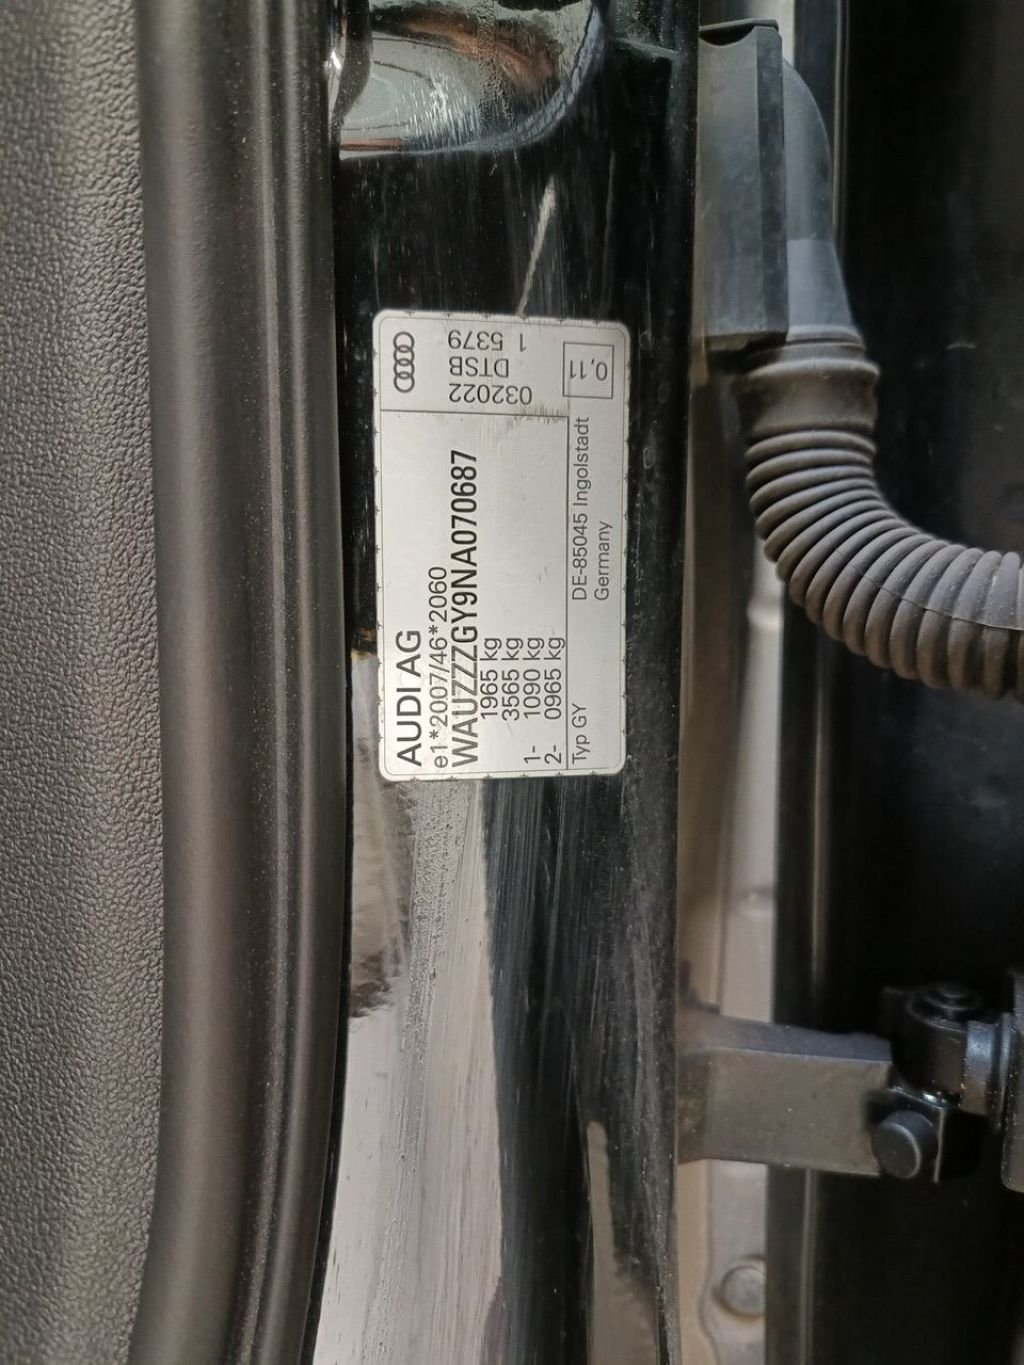 AUDI AG
e1*2007/46*2060
WAUZZZGY9NA070687
1965 kg
3565 kg
1- 1090 kg
2- 0965 kg
Typ GY
DE-85045 Ingolstadt
Germany
032022
DTSB
1 5379
0,11